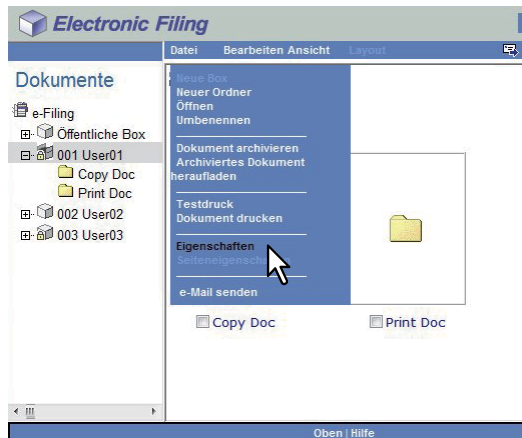 Electronic Filing
Datei Bearbeiten Ansicht Layout
Dokumente
e-Filing
Öffentliche Box
001 User01
Copy Doc
Print Doc
002 User02
003 User03
Neue Box
Neuer Ordner
Öffnen
Umbenennen
Dokument archivieren
Archiviertes Dokument
heraufladen
Testdruck
Dokument drucken
Eigenschaften
e-Mail senden
Copy Doc
Print Doc
Oben | Hilfe